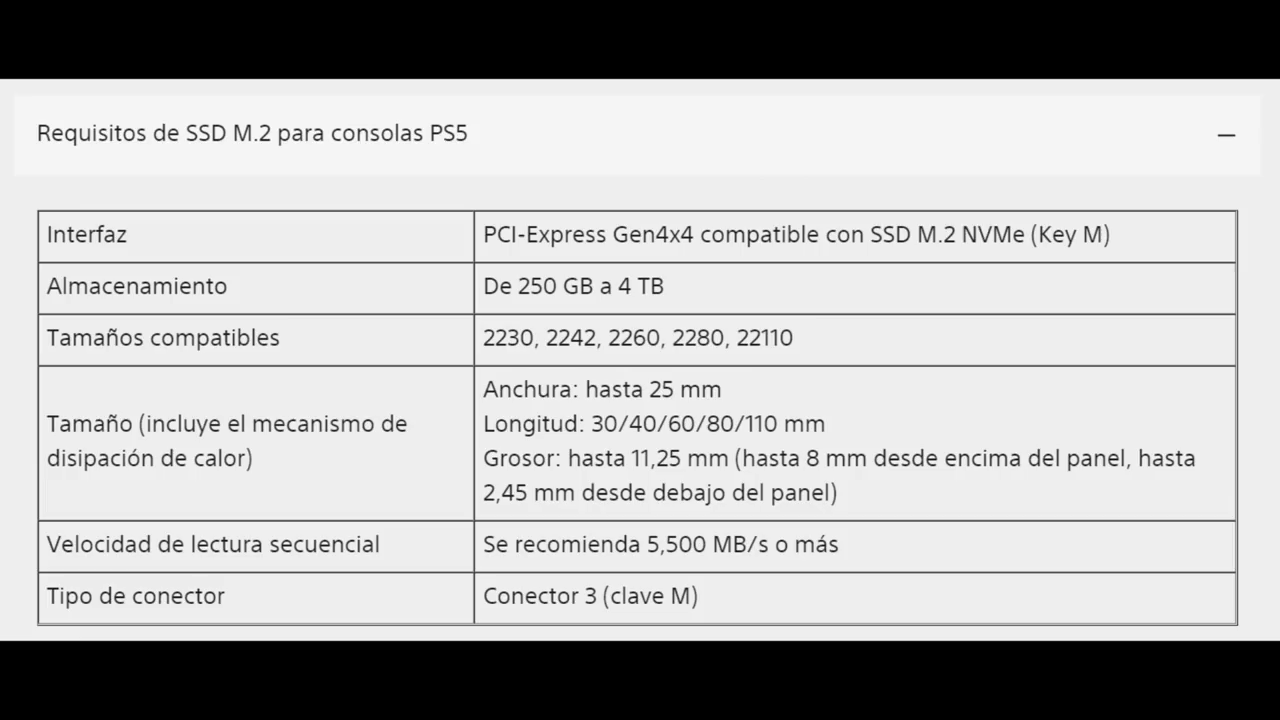 Requisitos de SSD M.2 para consolas PS5
Interfaz
PCI-Express Gen4x4 compatible con SSD M.2 NVMe (Key M)
Almacenamiento
De 250 GB a 4 TB
Tamaños compatibles
2230, 2242, 2260, 2280, 22110
Tamaño (incluye el mecanismo de
disipación de calor)
Anchura: hasta 25 mm
Longitud: 30/40/60/80/110 mm
Grosor: hasta 11,25 mm (hasta 8 mm desde encima del panel, hasta
2,45 mm desde debajo del panel)
Velocidad de lectura secuencial
Se recomienda 5,500 MB/s o más
Tipo de conector
Conector 3 (clave M)